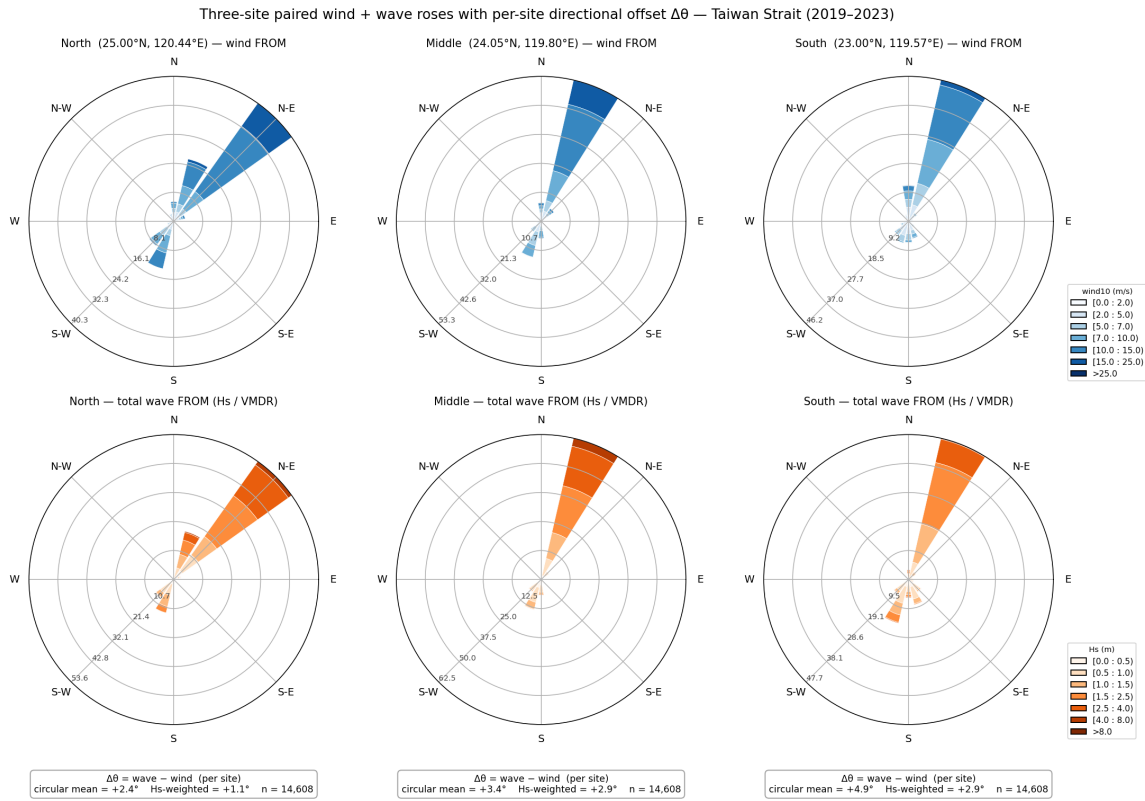 Three-site paired wind + wave roses with per-site directional offset Δθ — Taiwan Strait (2019–2023)
North  (25.00°N, 120.44°E) — wind FROM
N
N-W
N-E
W
E
8.1
16.1
24.2
32.3
40.3
S-W
S-E
S
Middle  (24.05°N, 119.80°E) — wind FROM
N
N-W
N-E
W
E
10.7
21.3
32.0
42.6
53.3
S-W
S-E
S
South  (23.00°N, 119.57°E) — wind FROM
N
N-W
N-E
W
E
9.2
18.5
27.7
37.0
46.2
S-W
S-E
S
wind10 (m/s)
[0.0 : 2.0)
[2.0 : 5.0)
[5.0 : 7.0)
[7.0 : 10.0)
[10.0 : 15.0)
[15.0 : 25.0)
>25.0
North — total wave FROM (Hs / VMDR)
N
N-W
N-E
W
E
10.7
21.4
32.1
42.8
53.6
S-W
S-E
S
Middle — total wave FROM (Hs / VMDR)
N
N-W
N-E
W
E
12.5
25.0
37.5
50.0
62.5
S-W
S-E
S
South — total wave FROM (Hs / VMDR)
N
N-W
N-E
W
E
9.5
19.1
28.6
38.1
47.7
S-W
S-E
S
Hs (m)
[0.0 : 0.5)
[0.5 : 1.0)
[1.0 : 1.5)
[1.5 : 2.5)
[2.5 : 4.0)
[4.0 : 8.0)
>8.0
Δθ = wave − wind  (per site)
circular mean = +2.4°    Hs-weighted = +1.1°    n = 14,608
Δθ = wave − wind  (per site)
circular mean = +3.4°    Hs-weighted = +2.9°    n = 14,608
Δθ = wave − wind  (per site)
circular mean = +4.9°    Hs-weighted = +2.9°    n = 14,608